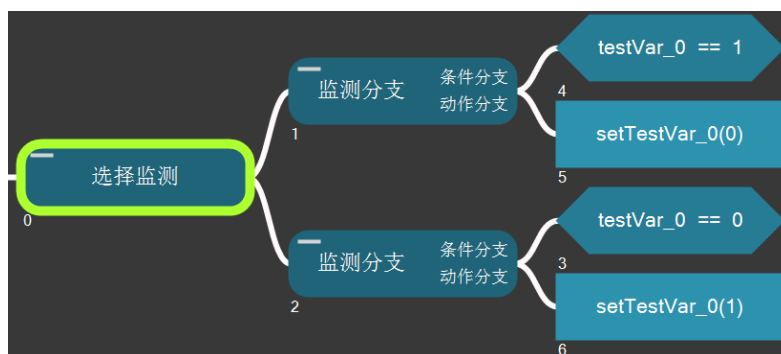 testVar_0 == 1
4
监测分支
条件分支
动作分支
1
setTestVar_0(0)
5
选择监测
0
testVar_0 == 0
3
监测分支
条件分支
动作分支
2
setTestVar_0(1)
6